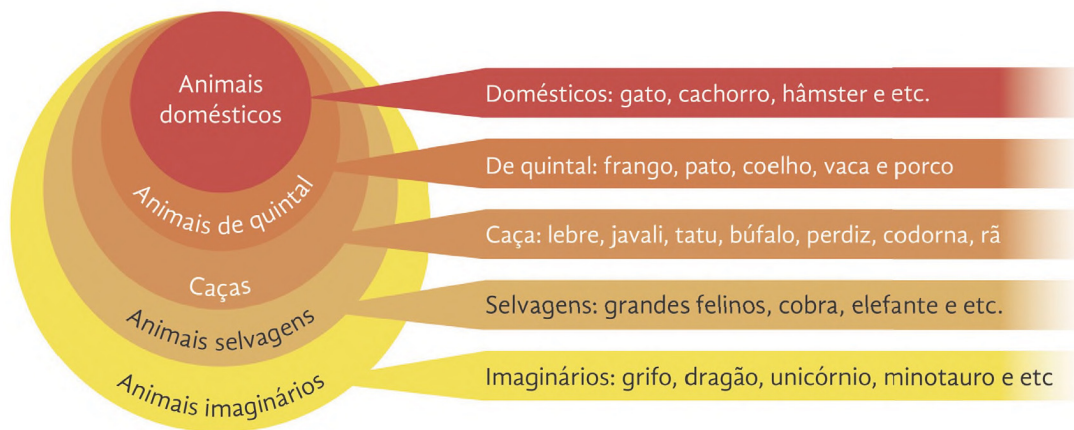 Animais
domésticos
Animais de quintal
Caças
Animais selvagens
Animais imaginários
Domésticos: gato, cachorro, hâmster e etc.
De quintal: frango, pato, coelho, vaca e porco
Caça: lebre, javali, tatu, búfalo, perdiz, codorna, rã
Selvagens: grandes felinos, cobra, elefante e etc.
Imaginários: grifo, dragão, unicórnio, minotauro e etc